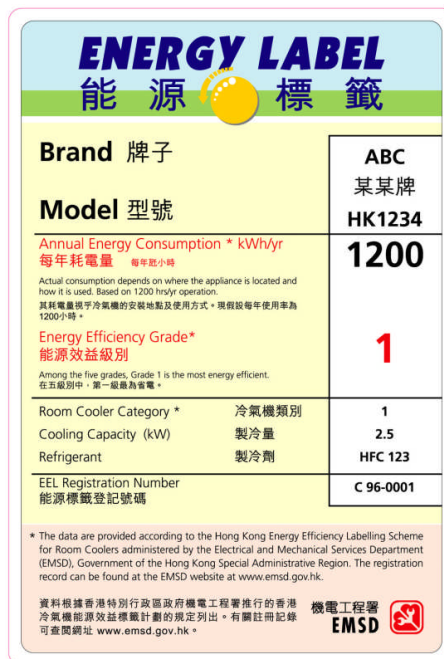 ENERGY LABEL
能源標籤
Brand 牌子
ABC
某某牌
Model 型號
HK1234
Annual Energy Consumption * kWh/yr
1200
每年耗電量 每年瓩小時
Actual consumption depends on where the appliance is located and
how it is used. Based on 1200 hrs/yr operation.
其耗電量視乎冷氣機的安裝地點及使用方式。現假設每年使用率為
1200小時。
Energy Efficiency Grade*
1
能源效益級別
Among the five grades, Grade 1 is the most energy efficient.
在五級別中,第一級最為省電。
Room Cooler Category * 冷氣機類別 1
Cooling Capacity (kW) 製冷量 2.5
Refrigerant 製冷劑 HFC 123
EEL Registration Number
C 96-0001
能源標籤登記號碼
* The data are provided according to the Hong Kong Energy Efficiency Labelling Scheme
for Room Coolers administered by the Electrical and Mechanical Services Department
(EMSD), Government of the Hong Kong Special Administrative Region. The registration
record can be found at the EMSD website at www.emsd.gov.hk.
資料根據香港特別行政區政府機電工程署推行的香港
冷氣機能源效益標籤計劃的規定列出。有關註冊記錄
可查閱網址 www.emsd.gov.hk。
機電工程署
EMSD